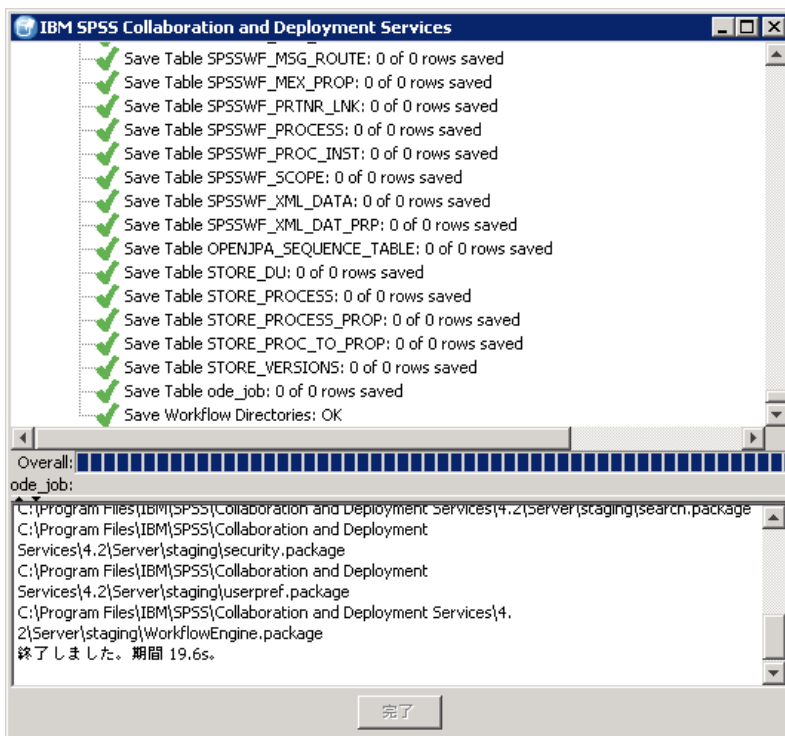 IBM SPSS Collaboration and Deployment Services
Save Table SPSSWF_MSG_ROUTE: 0 of 0 rows saved
Save Table SPSSWF_MEX_PROP: 0 of 0 rows saved
Save Table SPSSWF_PRTNR_LNK: 0 of 0 rows saved
Save Table SPSSWF_PROCESS: 0 of 0 rows saved
Save Table SPSSWF_PROC_INST: 0 of 0 rows saved
Save Table SPSSWF_SCOPE: 0 of 0 rows saved
Save Table SPSSWF_XML_DATA: 0 of 0 rows saved
Save Table SPSSWF_XML_DAT_PRP: 0 of 0 rows saved
Save Table OPENJPA_SEQUENCE_TABLE: 0 of 0 rows saved
Save Table STORE_DU: 0 of 0 rows saved
Save Table STORE_PROCESS: 0 of 0 rows saved
Save Table STORE_PROCESS_PROP: 0 of 0 rows saved
Save Table STORE_PROC_TO_PROP: 0 of 0 rows saved
Save Table STORE_VERSIONS: 0 of 0 rows saved
Save Table ode_job: 0 of 0 rows saved
Save Workflow Directories: OK
Overall:
ode_job:
C:\Program Files\IBM\SPSS\Collaboration and Deployment Services\4.2\Server\staging\search.package
C:\Program Files\IBM\SPSS\Collaboration and Deployment
Services\4.2\Server\staging\security.package
C:\Program Files\IBM\SPSS\Collaboration and Deployment
Services\4.2\Server\staging\userpref.package
C:\Program Files\IBM\SPSS\Collaboration and Deployment Services\4.
2\Server\staging\WorkflowEngine.package
終了しました。期間 19.6s。
完了